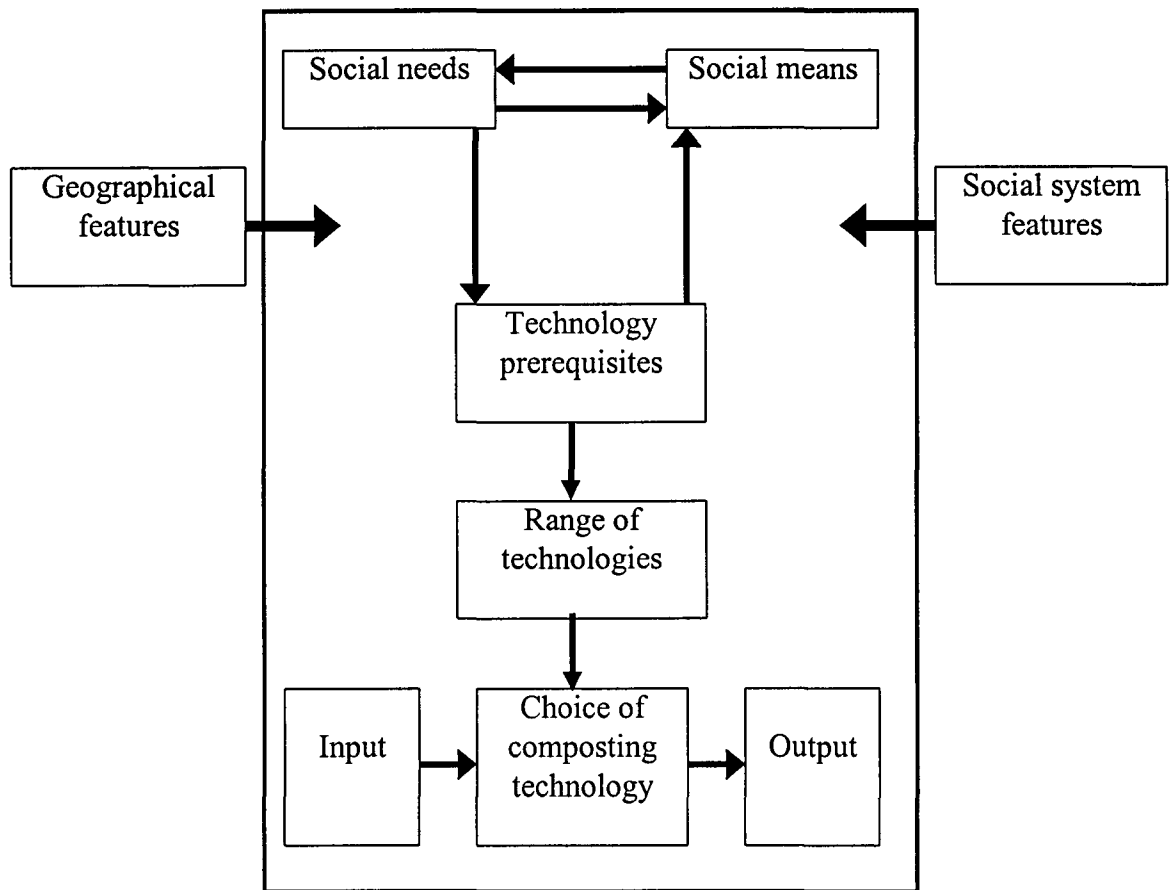 Social needs
Social means
Geographical
features
Social system
features
Technology
prerequisites
Range of
technologies
Input
Choice of
composting
technology
Output